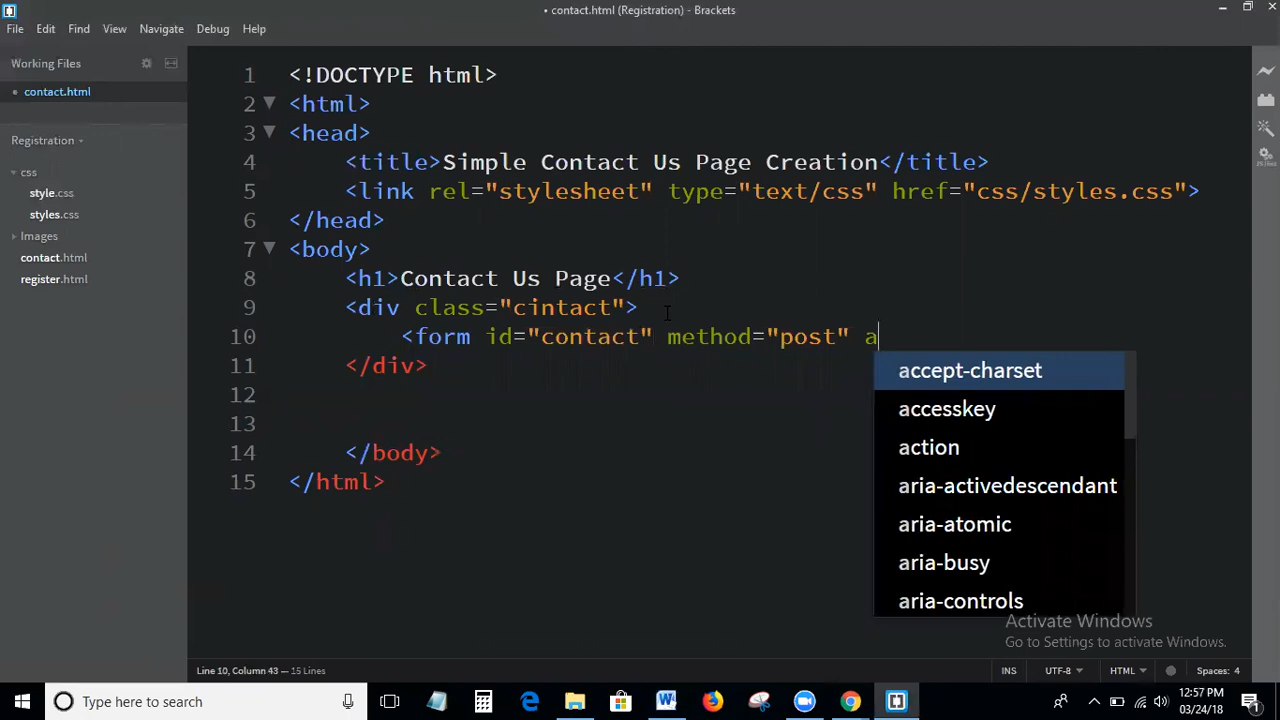 • contact.html (Registration) - Brackets
File Edit Find View Navigate Debug Help
Working Files
• contact.html
Registration
css
style.css
styles.css
Images
contact.html
register.html
1 <!DOCTYPE html>
2 <html>
3 <head>
4 <title>Simple Contact Us Page Creation</title>
5 <link rel="stylesheet" type="text/css" href="css/styles.css">
6 </head>
7 <body>
8 <h1>Contact Us Page</h1>
9 <div class="cintact">
10 <form id="contact" method="post" a
11 </div>
12
13
14 </body>
15 </html>
accept-charset
accesskey
action
aria-activedescendant
aria-atomic
aria-busy
aria-controls
Activate Windows
Go to Settings to activate Windows.
Line 10, Column 43 — 15 Lines
INS UTF-8 HTML Spaces: 4
Type here to search
12:57 PM
03/24/18
1